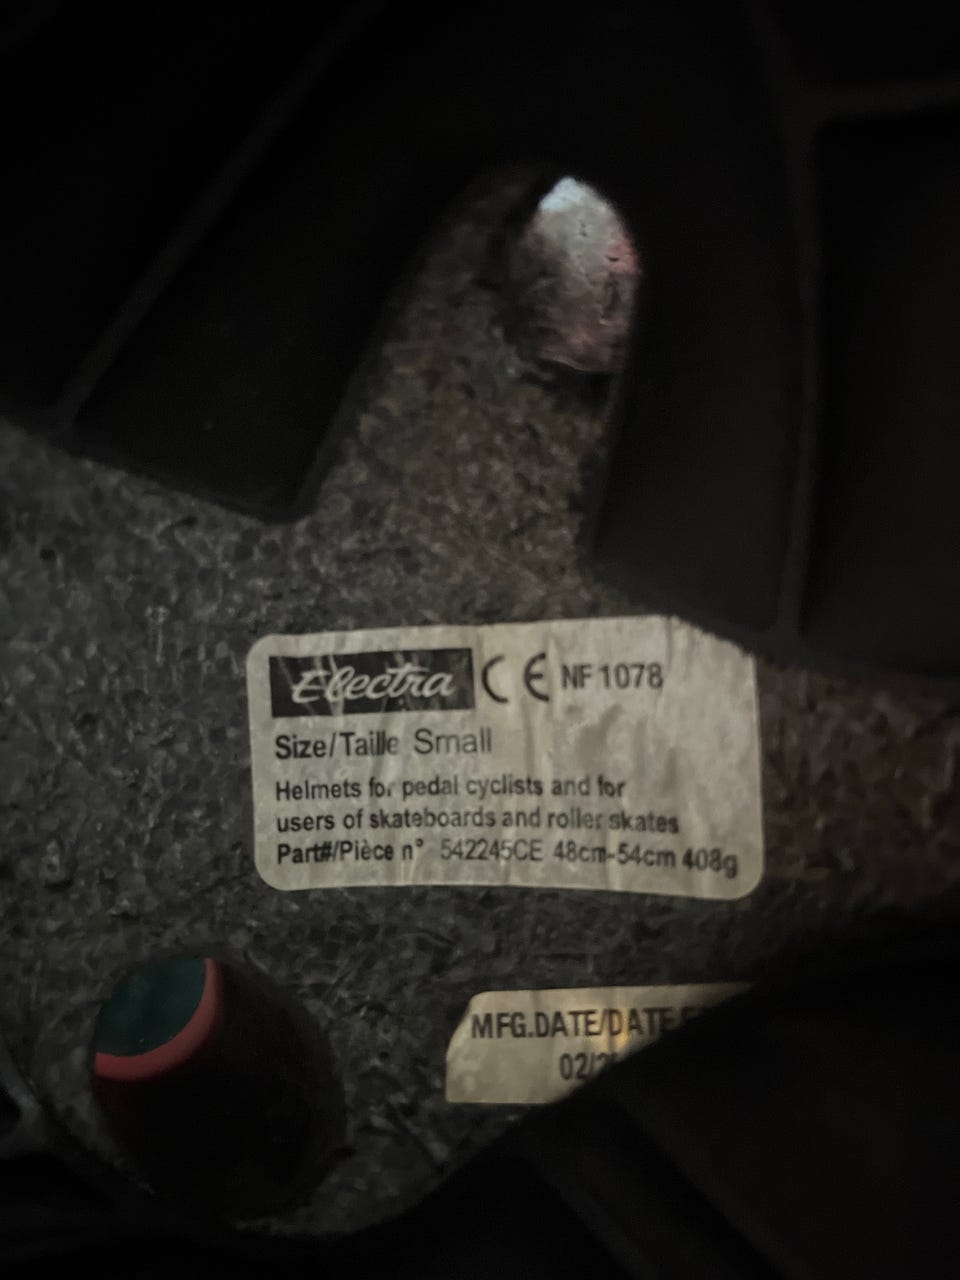 Electra CE NF1078
Size/Taille Small
Helmets for pedal cyclists and for
users of skateboards and roller skates
Part#/Pièce n° 542245CE 48cm-54cm 408g
MFG.DATE/DATE